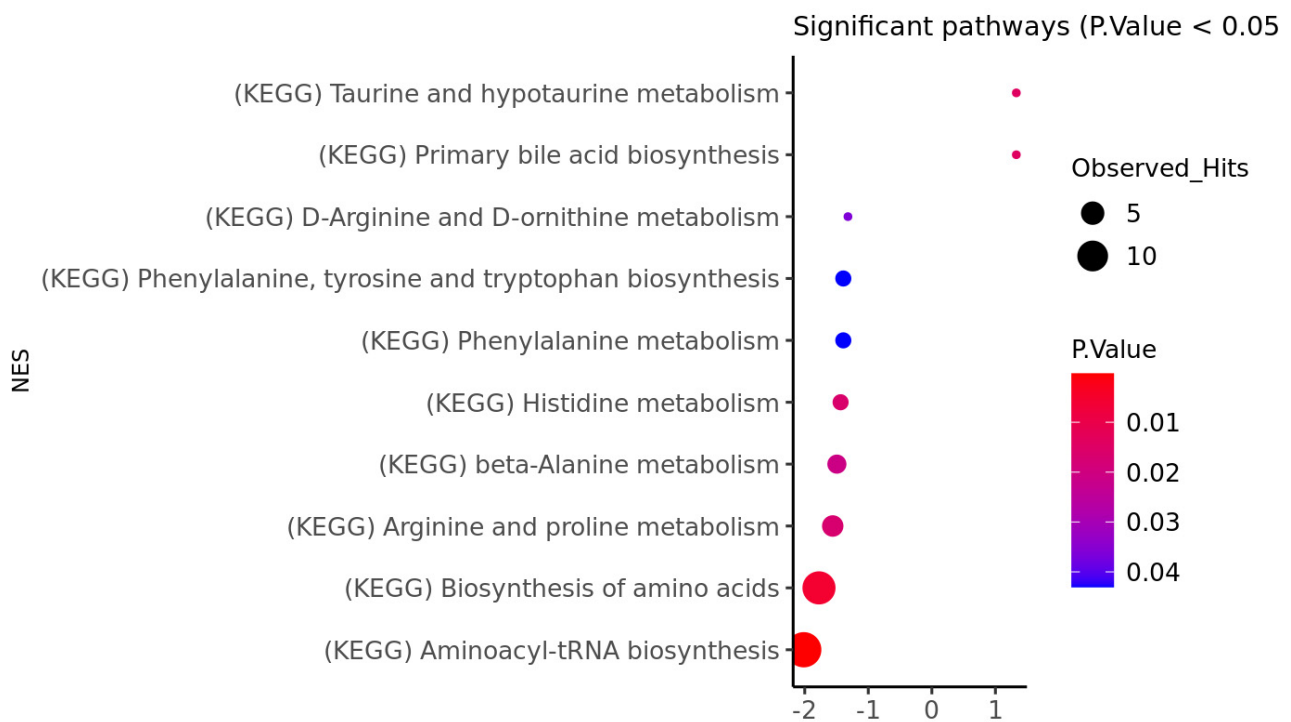 Significant pathways (P.Value < 0.05
(KEGG) Taurine and hypotaurine metabolism
(KEGG) Primary bile acid biosynthesis
(KEGG) D-Arginine and D-ornithine metabolism
(KEGG) Phenylalanine, tyrosine and tryptophan biosynthesis
(KEGG) Phenylalanine metabolism
(KEGG) Histidine metabolism
(KEGG) beta-Alanine metabolism
(KEGG) Arginine and proline metabolism
(KEGG) Biosynthesis of amino acids
(KEGG) Aminoacyl-tRNA biosynthesis
NES
-2 -1 0 1
Observed_Hits
5
10
P.Value
0.01
0.02
0.03
0.04